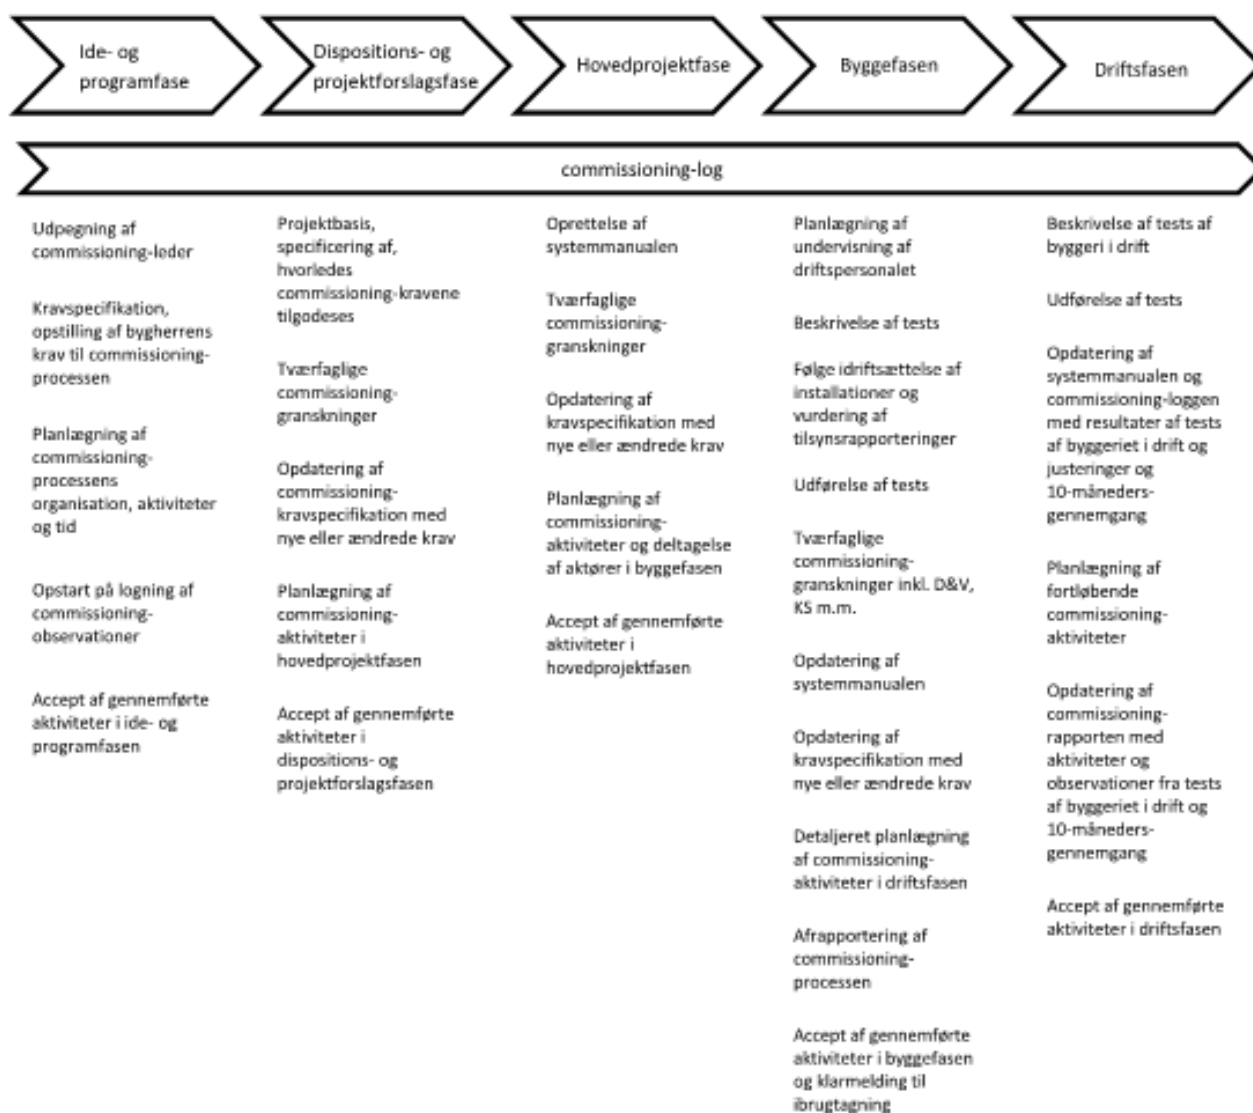 Ide- og
programfase
Dispositions- og
projektforslagsfase
Hovedprojektfase
Byggefasen
Driftsfasen
commissioning-log
Udpegning af
commissioning-leder
Kravspecifikation,
opstilling af bygherrens
krav til commissioning-
processen
Planlægning af
commissioning-
processens
organisation, aktiviteter
og tid
Opstart på logning af
commissioning-
observationer
Accept af gennemførte
aktiviteter i ide- og
programfasen
Projektbasis,
specificering af,
hvorledes
commissioning-kravene
tilgodeses
Tværfaglige
commissioning-
granskninger
Opdatering af
commissioning-
kravspecifikation med
nye eller ændrede krav
Planlægning af
commissioning-
aktiviteter i
hovedprojektfasen
Accept af gennemførte
aktiviteter i
dispositions- og
projektforslagsfasen
Oprettelse af
systemmanualen
Tværfaglige
commissioning-
granskninger
Opdatering af
kravspecifikation med
nye eller ændrede krav
Planlægning af
commissioning-
aktiviteter og deltagelse
af aktører i byggefasen
Accept af gennemførte
aktiviteter i
hovedprojektfasen
Planlægning af
undervisning af
driftspersonalet
Beskrivelse af tests
Følge idriftsættelse af
installationer og
vurdering af
tilsynsrapporteringer
Udførelse af tests
Tværfaglige
commissioning-
granskninger inkl. D&V,
KS m.m.
Opdatering af
systemmanualen
Opdatering af
kravspecifikation med
nye eller ændrede krav
Detaljeret planlægning
af commissioning-
aktiviteter i driftsfasen
Afrapportering af
commissioning-
processen
Accept af gennemførte
aktiviteter i byggefasen
og klarmelding til
ibrugtagning
Beskrivelse af tests af
byggeri i drift
Udførelse af tests
Opdatering af
systemmanualen og
commissioning-loggen
med resultater af tests
af byggeriet i drift og
justeringer og
10-måneders-
gennemgang
Planlægning af
fortløbende
commissioning-
aktiviteter
Opdatering af
commissioning-
rapporten med
aktiviteter og
observationer fra tests
af byggeriet i drift og
10-måneders-
gennemgang
Accept af gennemførte
aktiviteter i driftsfasen